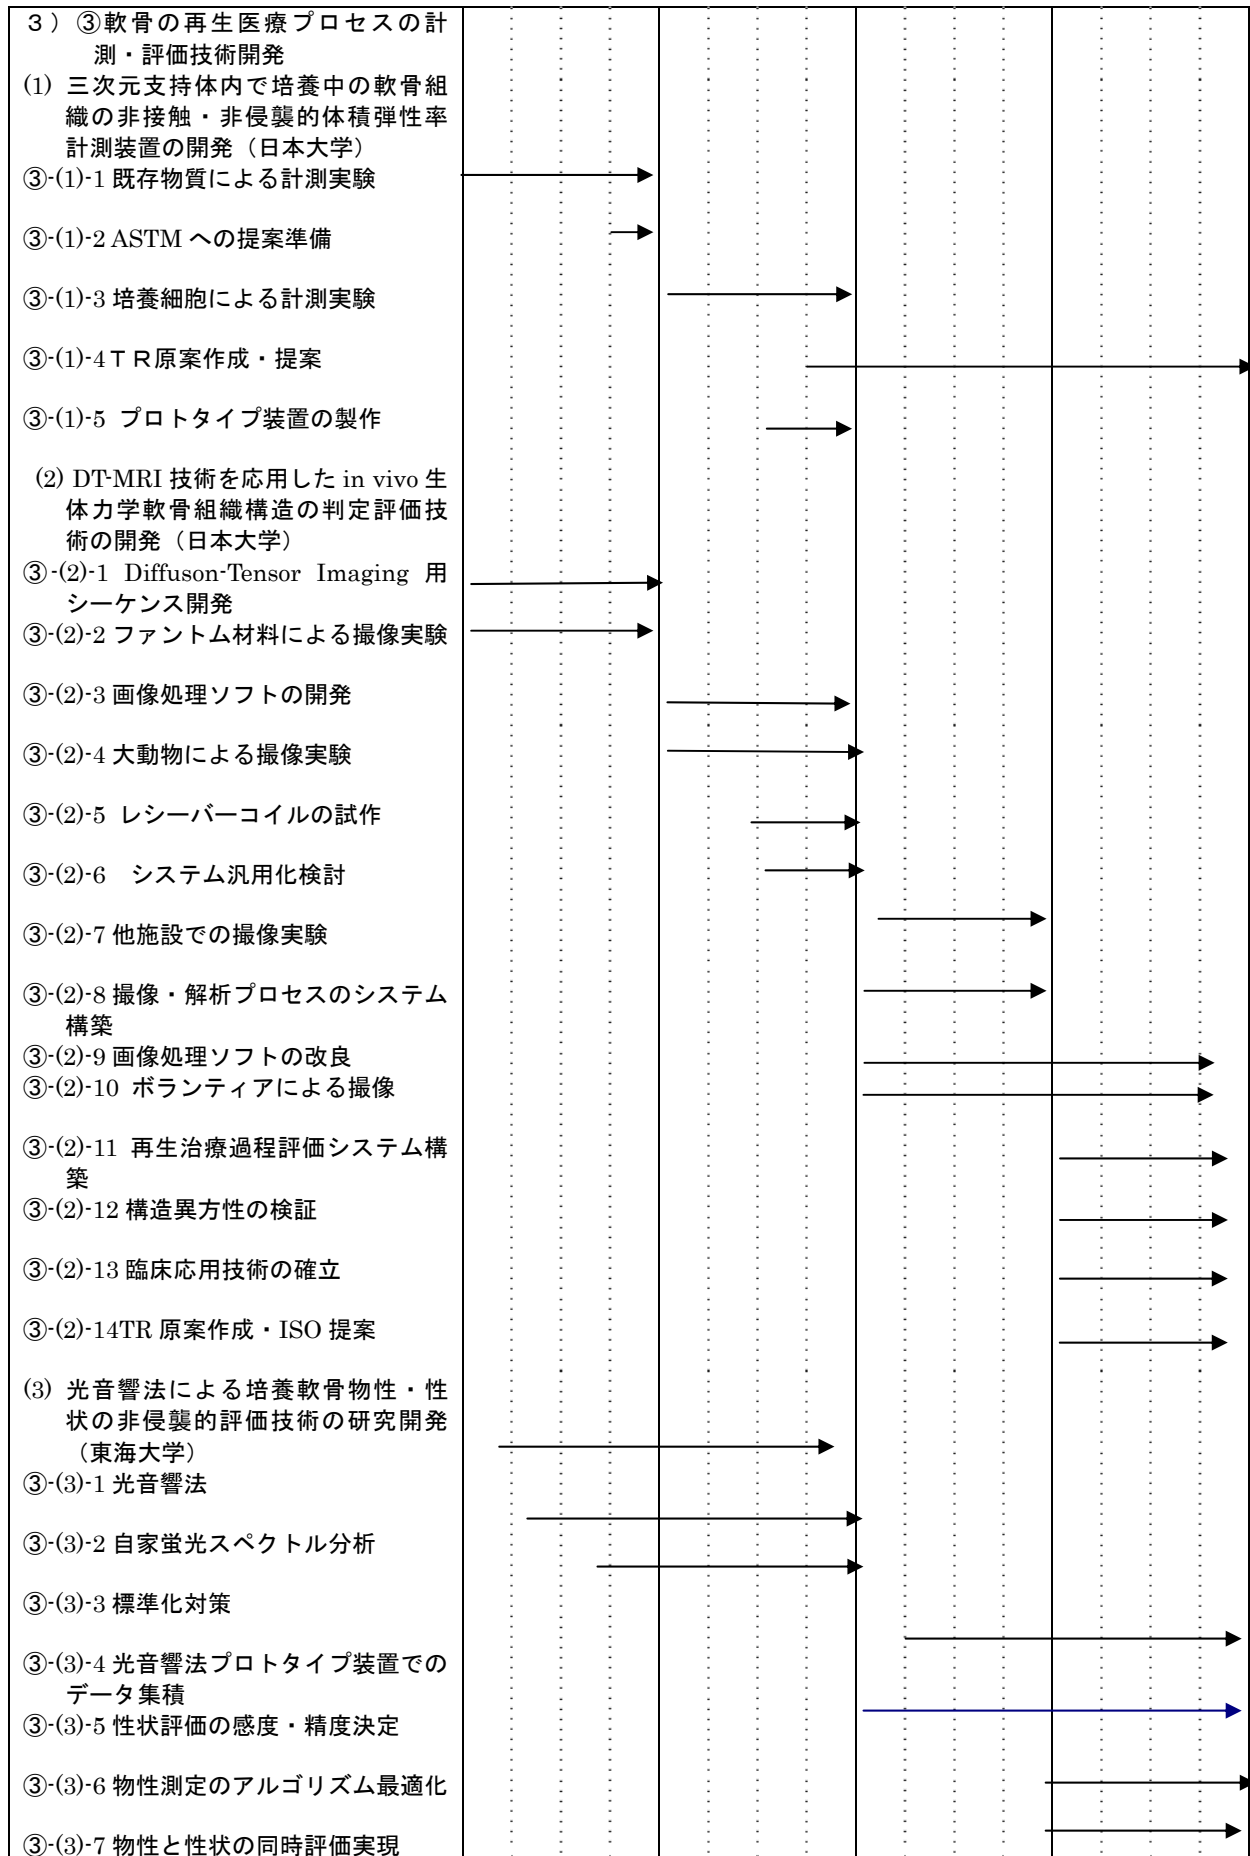 ３）③軟骨の再生医療プロセスの計
測・評価技術開発
(1) 三次元支持体内で培養中の軟骨組
織の非接触・非侵襲的体積弾性率
計測装置の開発（日本大学）
③-(1)-1 既存物質による計測実験
③-(1)-2 ASTM への提案準備
③-(1)-3 培養細胞による計測実験
③-(1)-4ＴＲ原案作成・提案
③-(1)-5 プロトタイプ装置の製作
(2) DT-MRI 技術を応用した in vivo 生
体力学軟骨組織構造の判定評価技
術の開発（日本大学）
③-(2)-1 Diffuson-Tensor Imaging 用
シーケンス開発
③-(2)-2 ファントム材料による撮像実験
③-(2)-3 画像処理ソフトの開発
③-(2)-4 大動物による撮像実験
③-(2)-5 レシーバーコイルの試作
③-(2)-6　システム汎用化検討
③-(2)-7 他施設での撮像実験
③-(2)-8 撮像・解析プロセスのシステム
構築
③-(2)-9 画像処理ソフトの改良
③-(2)-10 ボランティアによる撮像
③-(2)-11 再生治療過程評価システム構
築
③-(2)-12 構造異方性の検証
③-(2)-13 臨床応用技術の確立
③-(2)-14TR 原案作成・ISO 提案
(3) 光音響法による培養軟骨物性・性
状の非侵襲的評価技術の研究開発
（東海大学）
③-(3)-1 光音響法
③-(3)-2 自家蛍光スペクトル分析
③-(3)-3 標準化対策
③-(3)-4 光音響法プロトタイプ装置での
データ集積
③-(3)-5 性状評価の感度・精度決定
③-(3)-6 物性測定のアルゴリズム最適化
③-(3)-7 物性と性状の同時評価実現